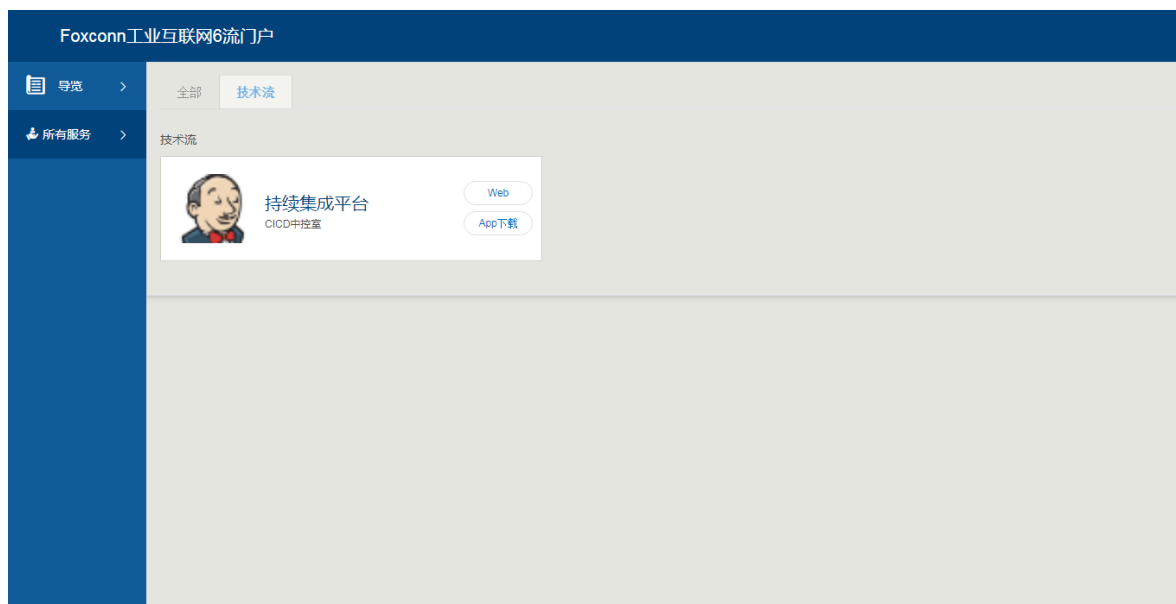 Foxconn工业互联网6流门户
导览
所有服务
全部
技术流
技术流
持续集成平台
CICD中控室
Web
App下载